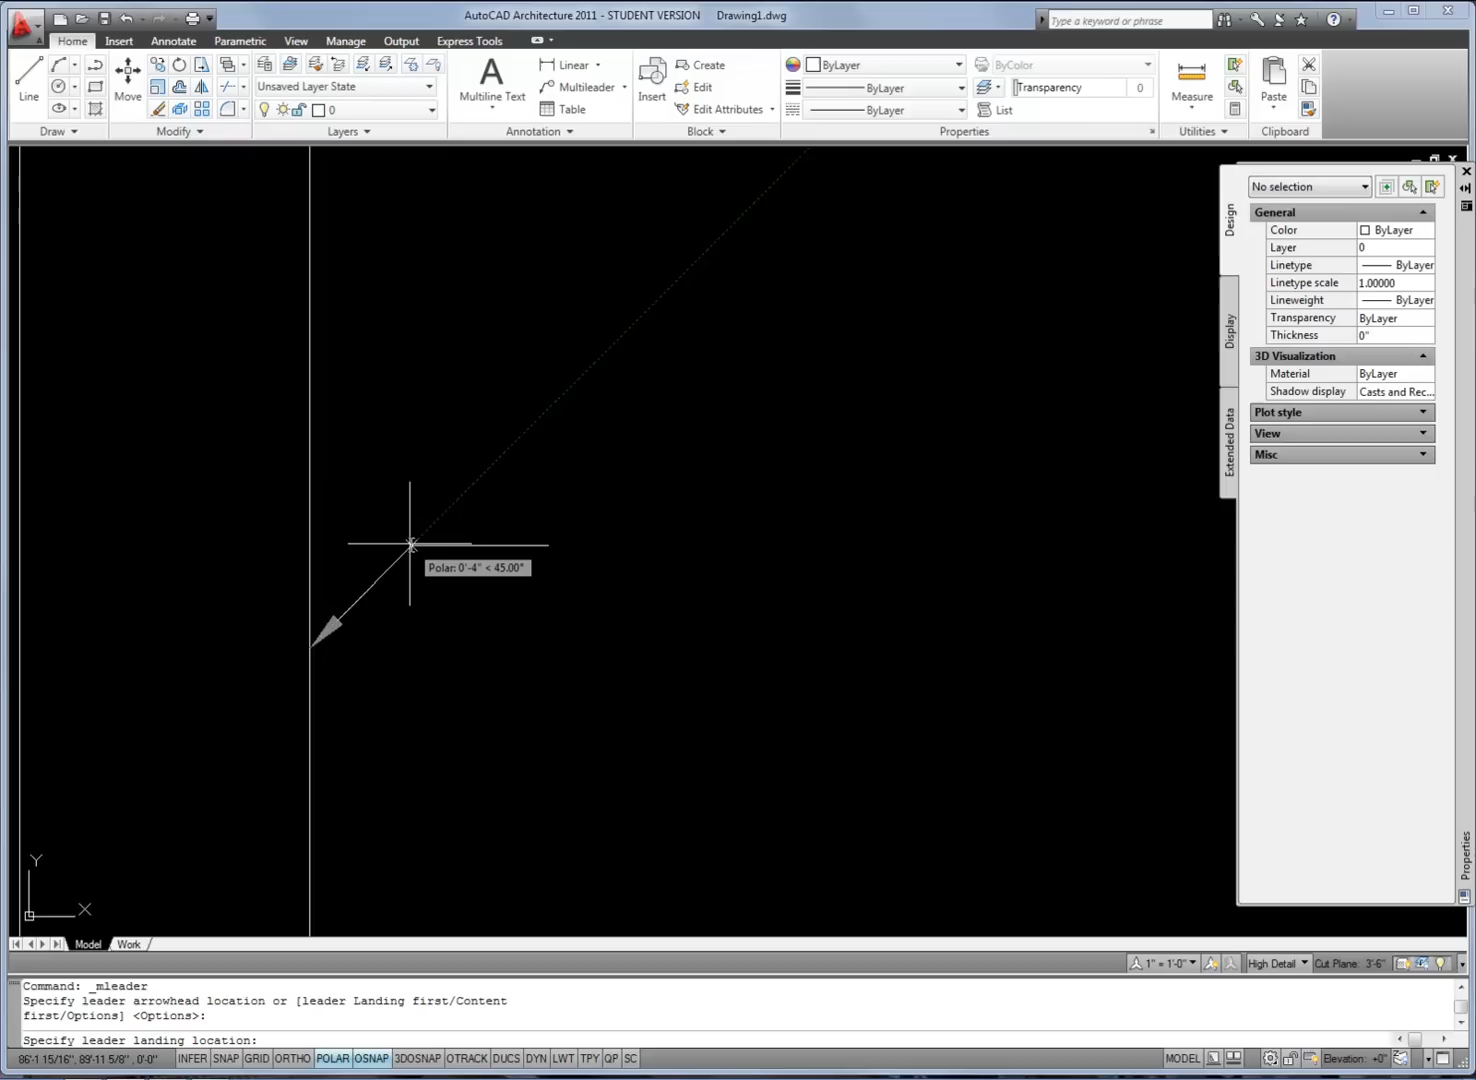 AutoCAD Architecture 2011 - STUDENT VERSION Drawing1.dwg
Type a keyword or phrase
Home Insert Annotate Parametric View Manage Output Express Tools
Line
Move
Unsaved Layer State
0
Multiline Text
Linear
Multileader
Table
Insert
Create
Edit
Edit Attributes
ByLayer
ByLayer
ByLayer
ByColor
Transparency 0
List
Measure
Paste
Draw Modify Layers Annotation Block Properties Utilities Clipboard
No selection
Design
Display
Extended Data
General
Color ByLayer
Layer 0
Linetype ByLayer
Linetype scale 1.00000
Lineweight ByLayer
Transparency ByLayer
Thickness 0"
3D Visualization
Material ByLayer
Shadow display Casts and Rec...
Plot style
View
Misc
Properties
Polar: 0'-4" < 45.00°
Y
X
Model Work
1" = 1'-0" High Detail Cut Plane: 3'-6"
Command: _mleader
Specify leader arrowhead location or [leader Landing first/Content
first/Options] <Options>:
Specify leader landing location:
86'-1 15/16", 89'-11 5/8" , 0'-0" INFER SNAP GRID ORTHO POLAR OSNAP 3DOSNAP OTRACK DUCS DYN LWT TPY QP SC MODEL Elevation: +0"